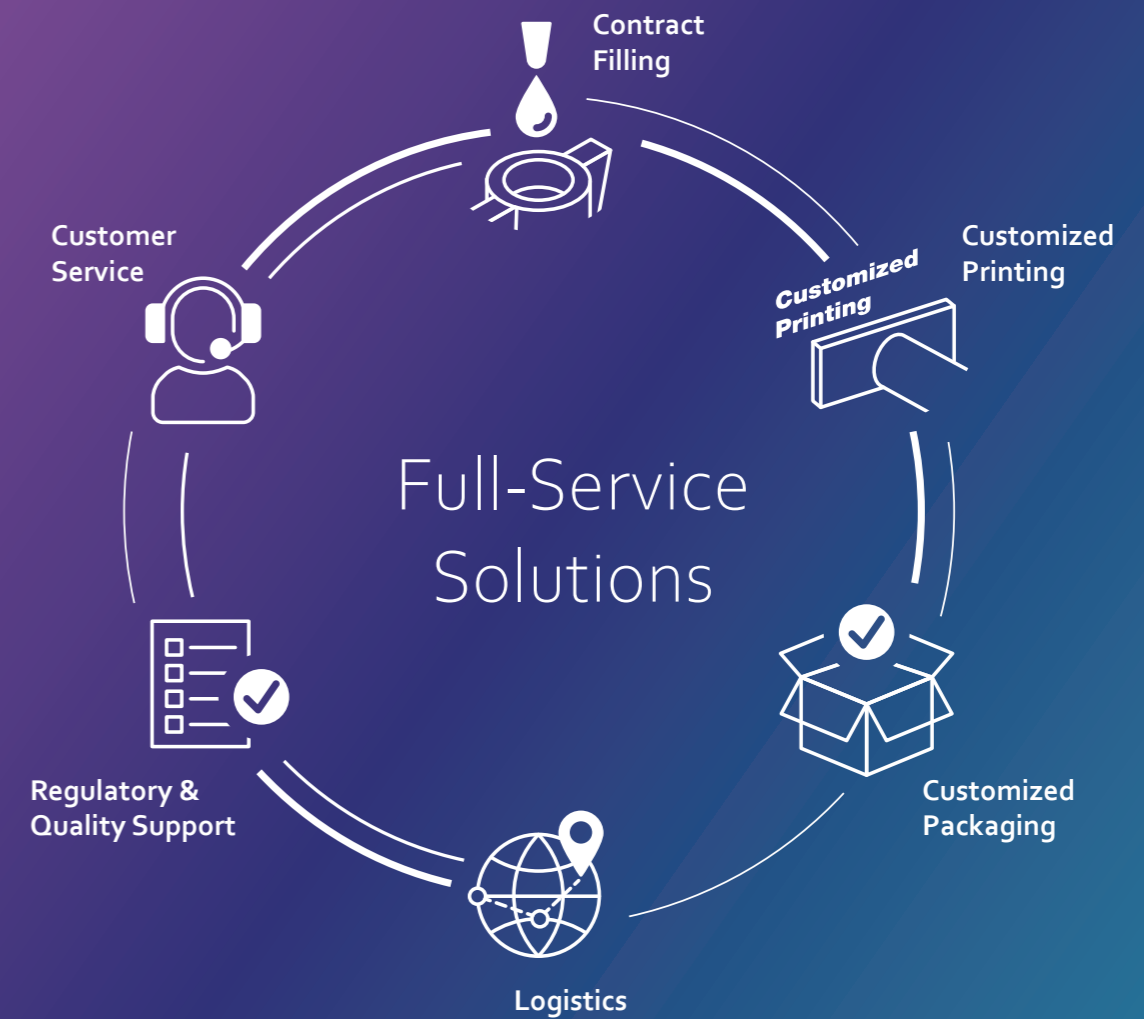 Contract
Filling
Customer
Service
Customized
Printing
Customized
Printing
Full-Service
Solutions
Regulatory &
Quality Support
Customized
Packaging
Logistics